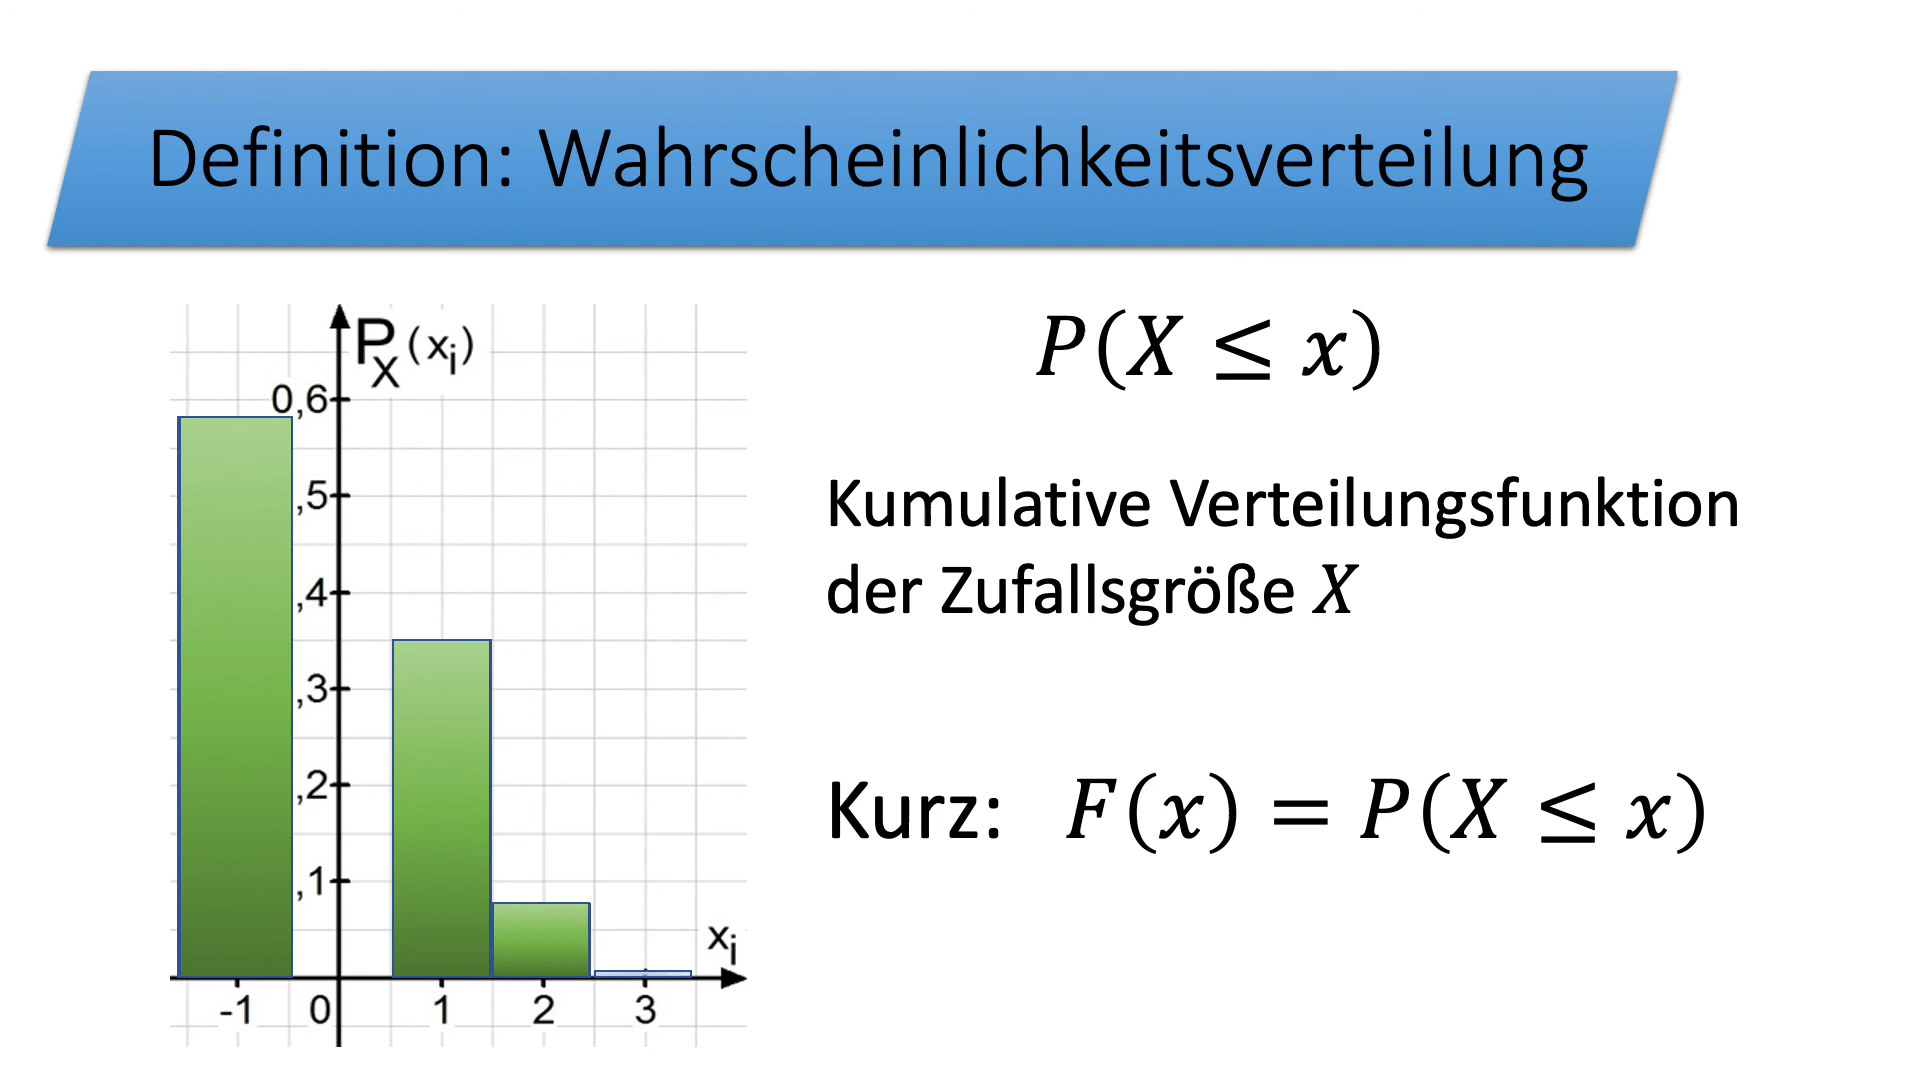 Definition: Wahrscheinlichkeitsverteilung
P_X(x_i)
0,6
,5
,4
,3
,2
,1
x_i
-1 0 1 2 3
P(X ≤ x)
Kumulative Verteilungsfunktion
der Zufallsgröße X
Kurz: F(x) = P(X ≤ x)